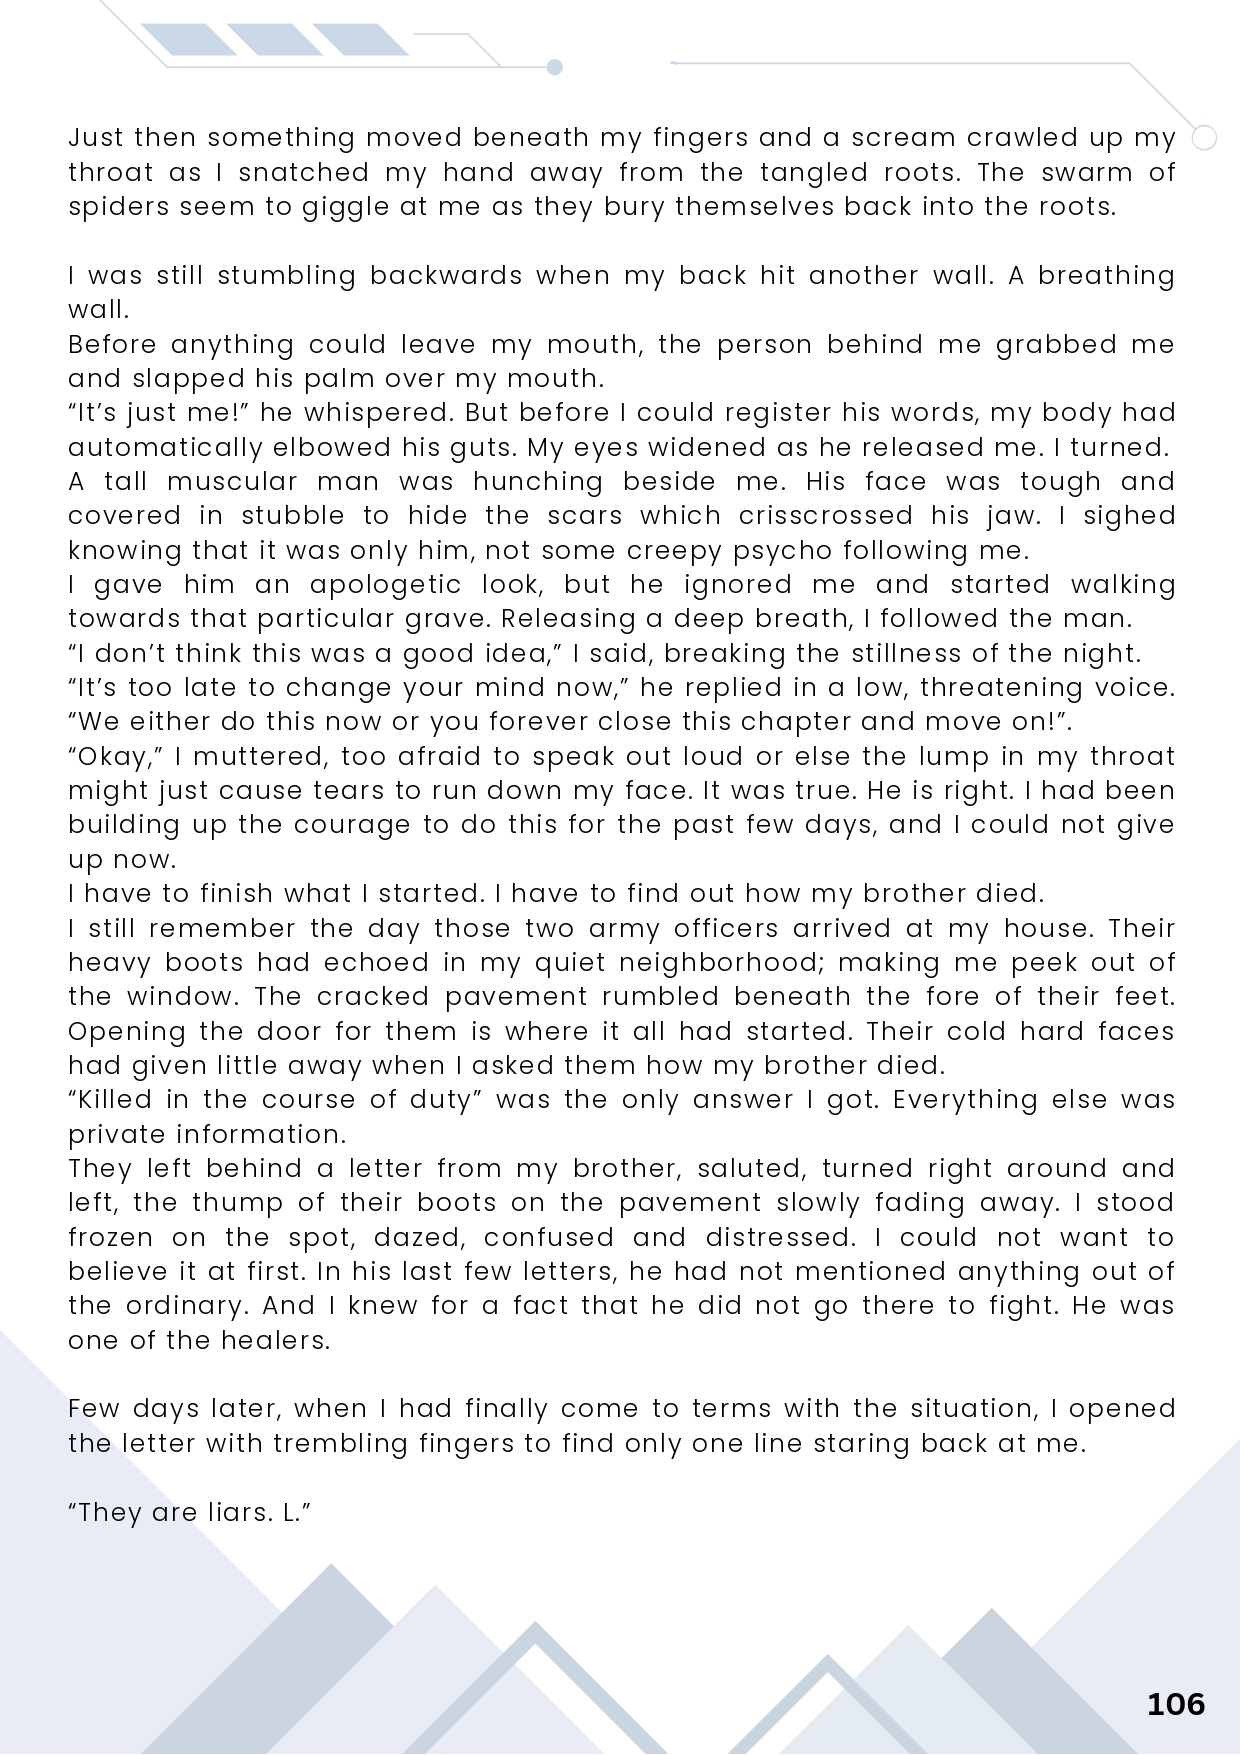 Just then something moved beneath my fingers and a scream crawled up my
throat as I snatched my hand away from the tangled roots. The swarm of
spiders seem to giggle at me as they bury themselves back into the roots.
I was still stumbling backwards when my back hit another wall. A breathing
wall.
Before anything could leave my mouth, the person behind me grabbed me
and slapped his palm over my mouth.
“It’s just me!” he whispered. But before I could register his words, my body had
automatically elbowed his guts. My eyes widened as he released me. I turned.
A tall muscular man was hunching beside me. His face was tough and
covered in stubble to hide the scars which crisscrossed his jaw. I sighed
knowing that it was only him, not some creepy psycho following me.
I gave him an apologetic look, but he ignored me and started walking
towards that particular grave. Releasing a deep breath, I followed the man.
“I don’t think this was a good idea,” I said, breaking the stillness of the night.
“It’s too late to change your mind now,” he replied in a low, threatening voice.
“We either do this now or you forever close this chapter and move on!”.
“Okay,” I muttered, too afraid to speak out loud or else the lump in my throat
might just cause tears to run down my face. It was true. He is right. I had been
building up the courage to do this for the past few days, and I could not give
up now.
I have to finish what I started. I have to find out how my brother died.
I still remember the day those two army officers arrived at my house. Their
heavy boots had echoed in my quiet neighborhood; making me peek out of
the window. The cracked pavement rumbled beneath the fore of their feet.
Opening the door for them is where it all had started. Their cold hard faces
had given little away when I asked them how my brother died.
“Killed in the course of duty” was the only answer I got. Everything else was
private information.
They left behind a letter from my brother, saluted, turned right around and
left, the thump of their boots on the pavement slowly fading away. I stood
frozen on the spot, dazed, confused and distressed. I could not want to
believe it at first. In his last few letters, he had not mentioned anything out of
the ordinary. And I knew for a fact that he did not go there to fight. He was
one of the healers.
Few days later, when I had finally come to terms with the situation, I opened
the letter with trembling fingers to find only one line staring back at me.
“They are liars. L.”
106